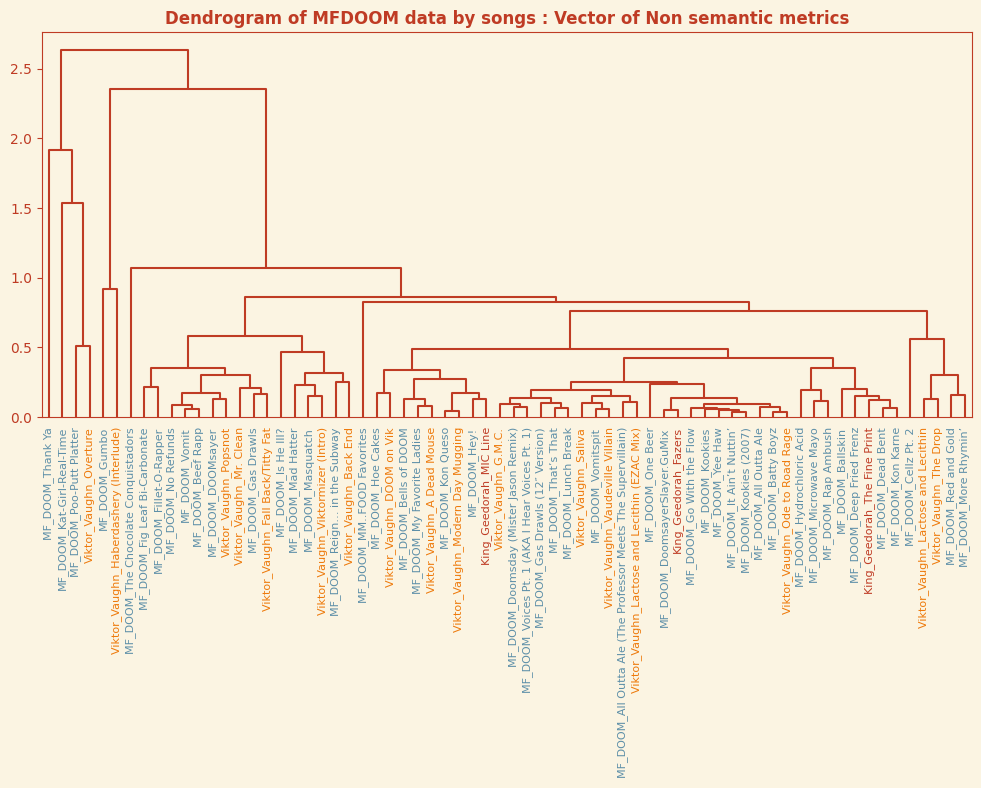 Dendrogram of MFDOOM data by songs : Vector of Non semantic metrics
2.5
2.0
1.5
1.0
0.5
0.0
MF_DOOM_Thank Ya
MF_DOOM_Kat-Girl-Real-Time
MF_DOOM_Poo-Putt Platter
Viktor_Vaughn_Overture
MF_DOOM_Gumbo
Viktor_Vaughn_Haberdashery (Interlude)
MF_DOOM_The Chocolate Conquistadors
MF_DOOM_Fig Leaf Bi-Carbonate
MF_DOOM_Fillet-O-Rapper
MF_DOOM_No Refunds
MF_DOOM_Vomit
MF_DOOM_Beef Rapp
MF_DOOM_DOOMsayer
Viktor_Vaughn_Popsnot
Viktor_Vaughn_Mr. Clean
MF_DOOM_Gas Drawls
Viktor_Vaughn_Fall Back/Titty Fat
MF_DOOM_Is He Ill?
MF_DOOM_Mad Hatter
MF_DOOM_Masquatch
Viktor_Vaughn_Viktormizer (Intro)
MF_DOOM_Reign... in the Subway
Viktor_Vaughn_Back End
MF_DOOM_MM. FOOD Favorites
MF_DOOM_Hoe Cakes
Viktor_Vaughn_DOOM on Vik
MF_DOOM_Bells of DOOM
MF_DOOM_My Favorite Ladies
Viktor_Vaughn_A Dead Mouse
MF_DOOM_Kon Queso
Viktor_Vaughn_Modern Day Mugging
MF_DOOM_Hey!
King_Geedorah_MIC Line
Viktor_Vaughn_G.M.C.
MF_DOOM_Doomsday (Mister Jason Remix)
MF_DOOM_Voices Pt. 1 (AKA I Hear Voices Pt. 1)
MF_DOOM_Gas Drawls (12" Version)
MF_DOOM_That's That
MF_DOOM_Lunch Break
Viktor_Vaughn_Saliva
MF_DOOM_Vomitspit
Viktor_Vaughn_Vaudeville Villain
MF_DOOM_All Outta Ale (The Professor Meets The Supervillain)
Viktor_Vaughn_Lactose and Lecithiin (EZAC Mix)
MF_DOOM_One Beer
MF_DOOM_DoomsayerSlayer.GuMix
King_Geedorah_Fazers
MF_DOOM_Go With the Flow
MF_DOOM_Kookies
MF_DOOM_Yee Haw
MF_DOOM_It Ain't Nuttin'
MF_DOOM_Kookies (2007)
MF_DOOM_All Outta Ale
MF_DOOM_Batty Boyz
Viktor_Vaughn_Ode to Road Rage
MF_DOOM_Hydrochloric Acid
MF_DOOM_Microwave Mayo
MF_DOOM_Rap Ambush
MF_DOOM_Ballskin
MF_DOOM_Deep Fried Frenz
King_Geedorah_The Fine Print
MF_DOOM_Dead Bent
MF_DOOM_Kon Kame
MF_DOOM_Cellz Pt. 2
Viktor_Vaughn_Lactose and Lecithin
Viktor_Vaughn_The Drop
MF_DOOM_Red and Gold
MF_DOOM_More Rhymin'